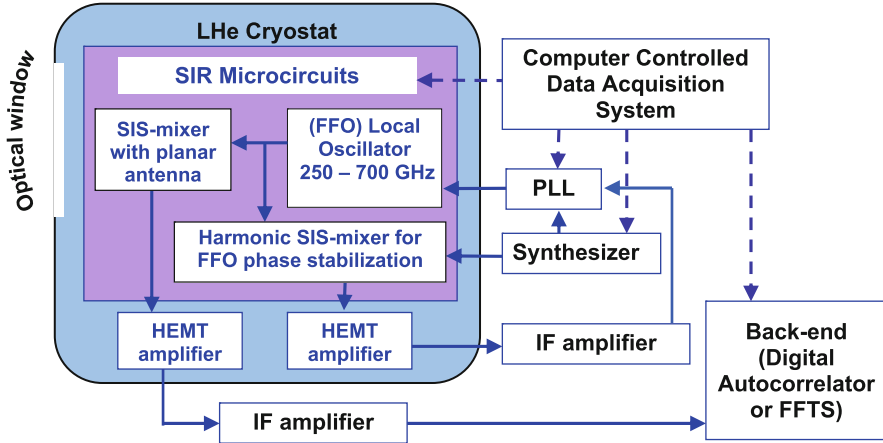 LHe Cryostat
Optical window
SIR Microcircuits
Computer Controlled
Data Acquisition
System
SIS-mixer
with planar
antenna
(FFO) Local
Oscillator
250 – 700 GHz
PLL
Harmonic SIS-mixer for
FFO phase stabilization
Synthesizer
HEMT
amplifier
HEMT
amplifier
IF amplifier
Back-end
(Digital
Autocorrelator
or FFTS)
IF amplifier